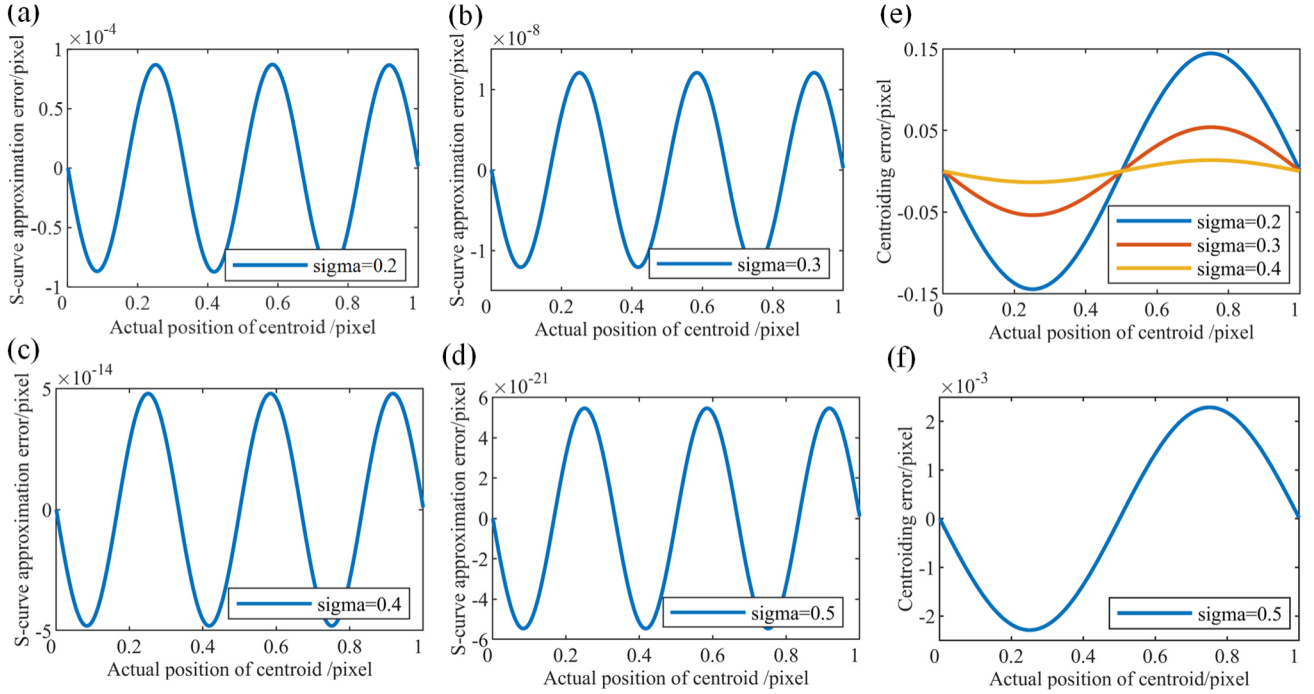 (a)
×10⁻⁴
S-curve approximation error/pixel
1
0.5
0
-0.5
-1
sigma=0.2
0 0.2 0.4 0.6 0.8 1
Actual position of centroid /pixel
(b)
×10⁻⁸
S-curve approximation error/pixel
1
0
-1
sigma=0.3
0 0.2 0.4 0.6 0.8 1
Actual position of centroid /pixel
(e)
Centroiding error/pixel
0.15
0.05
-0.05
-0.15
sigma=0.2
sigma=0.3
sigma=0.4
0 0.2 0.4 0.6 0.8 1
Actual position of centroid /pixel
(c)
×10⁻¹⁴
S-curve approximation error/pixel
5
0
-5
sigma=0.4
0 0.2 0.4 0.6 0.8 1
Actual position of centroid /pixel
(d)
×10⁻²¹
S-curve approximation error/pixel
6
4
2
0
-2
-4
-6
sigma=0.5
0 0.2 0.4 0.6 0.8 1
Actual position of centroid /pixel
(f)
×10⁻³
Centroiding error/pixel
2
1
0
-1
-2
sigma=0.5
0 0.2 0.4 0.6 0.8 1
Actual position of centroid/pixel